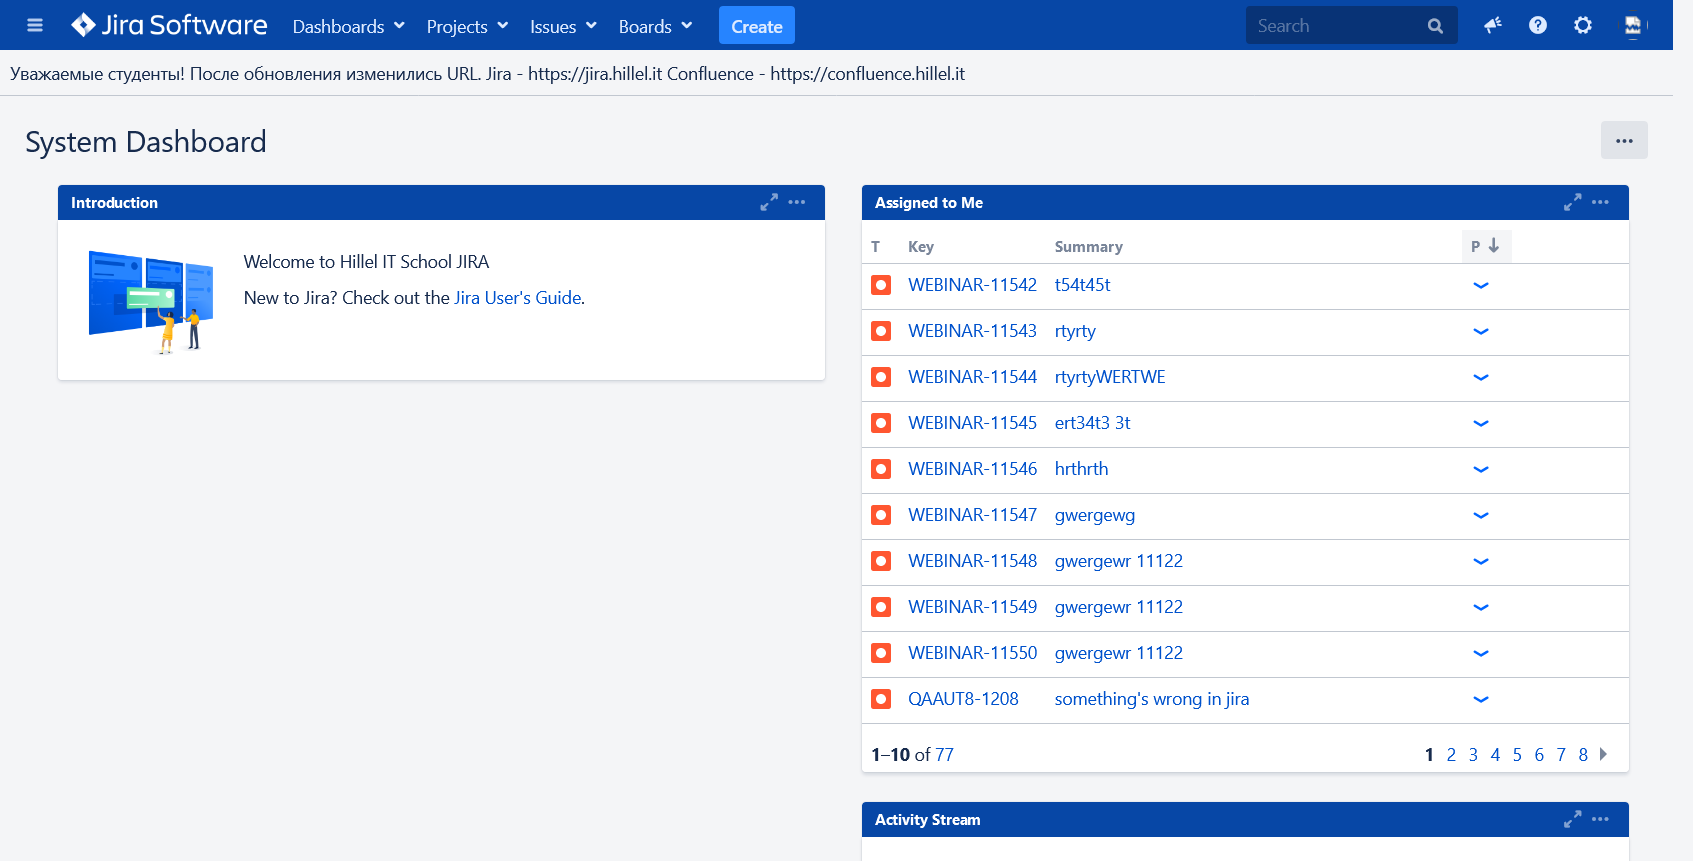 Jira Software Dashboards Projects Issues Boards Create Search
Уважаемые студенты! После обновления изменились URL. Jira - https://jira.hillel.it Confluence - https://confluence.hillel.it
System Dashboard
Introduction
Welcome to Hillel IT School JIRA
New to Jira? Check out the Jira User's Guide.
Assigned to Me
T Key Summary P
WEBINAR-11542 t54t45t
WEBINAR-11543 rtyrty
WEBINAR-11544 rtyrtyWERTWE
WEBINAR-11545 ert34t3 3t
WEBINAR-11546 hrthrth
WEBINAR-11547 gwergewg
WEBINAR-11548 gwergewr 11122
WEBINAR-11549 gwergewr 11122
WEBINAR-11550 gwergewr 11122
QAAUT8-1208 something's wrong in jira
1–10 of 77 1 2 3 4 5 6 7 8
Activity Stream